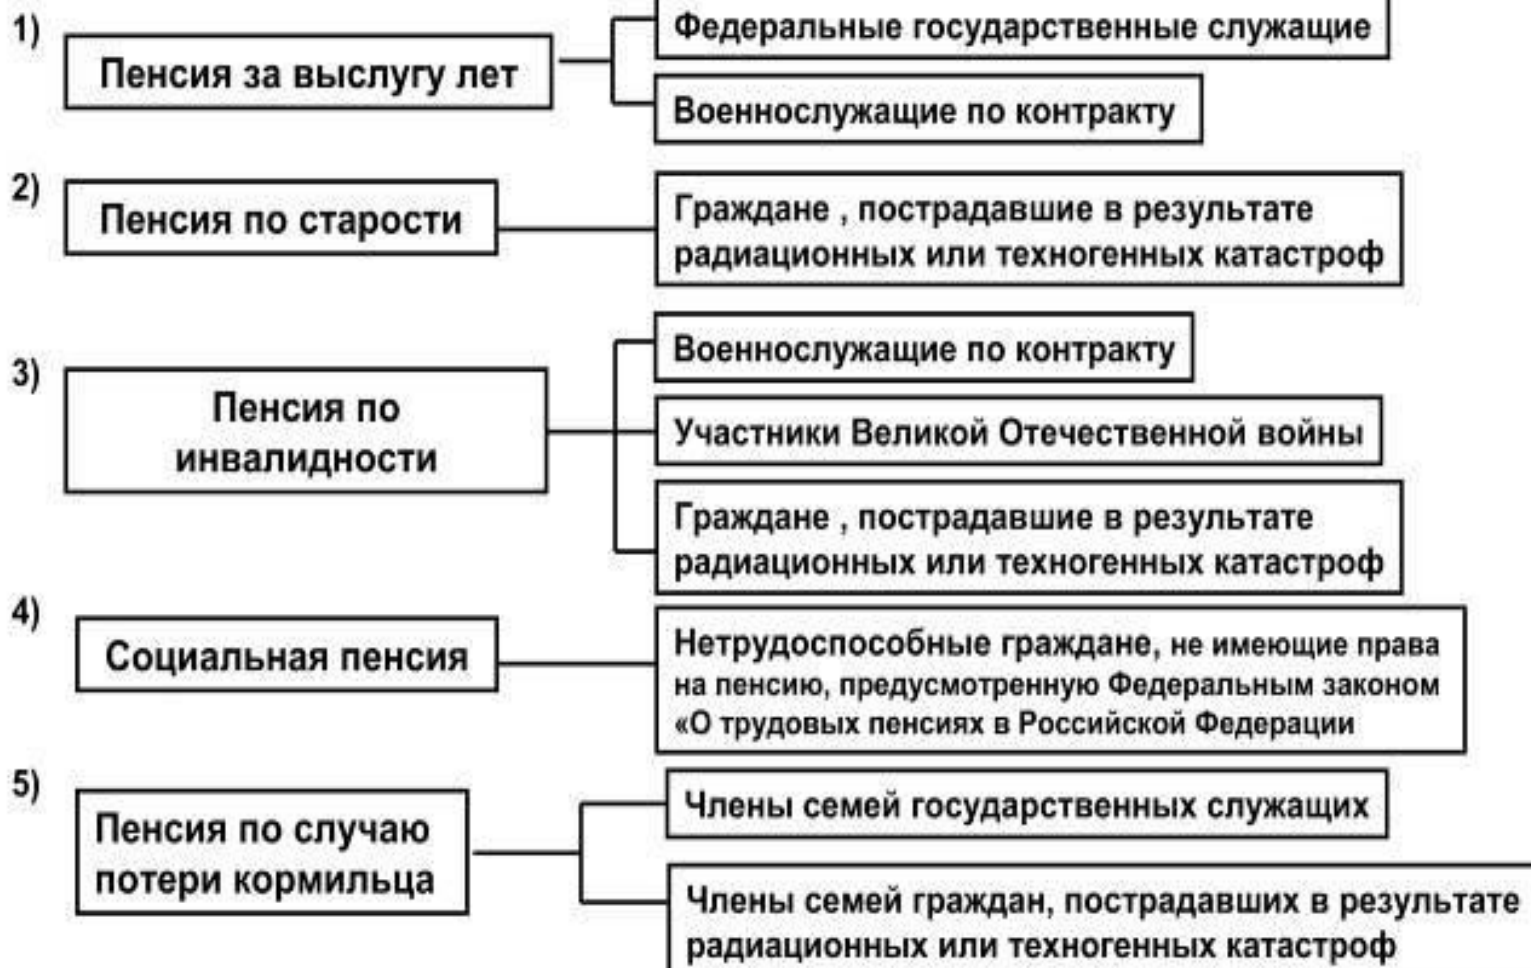 1)
Пенсия за выслугу лет
Федеральные государственные служащие
Военнослужащие по контракту
2)
Пенсия по старости
Граждане , пострадавшие в результате
радиационных или техногенных катастроф
3)
Пенсия по
инвалидности
Военнослужащие по контракту
Участники Великой Отечественной войны
Граждане , пострадавшие в результате
радиационных или техногенных катастроф
4)
Социальная пенсия
Нетрудоспособные граждане, не имеющие права
на пенсию, предусмотренную Федеральным законом
«О трудовых пенсиях в Российской Федерации
5)
Пенсия по случаю
потери кормильца
Члены семей государственных служащих
Члены семей граждан, пострадавших в результате
радиационных или техногенных катастроф